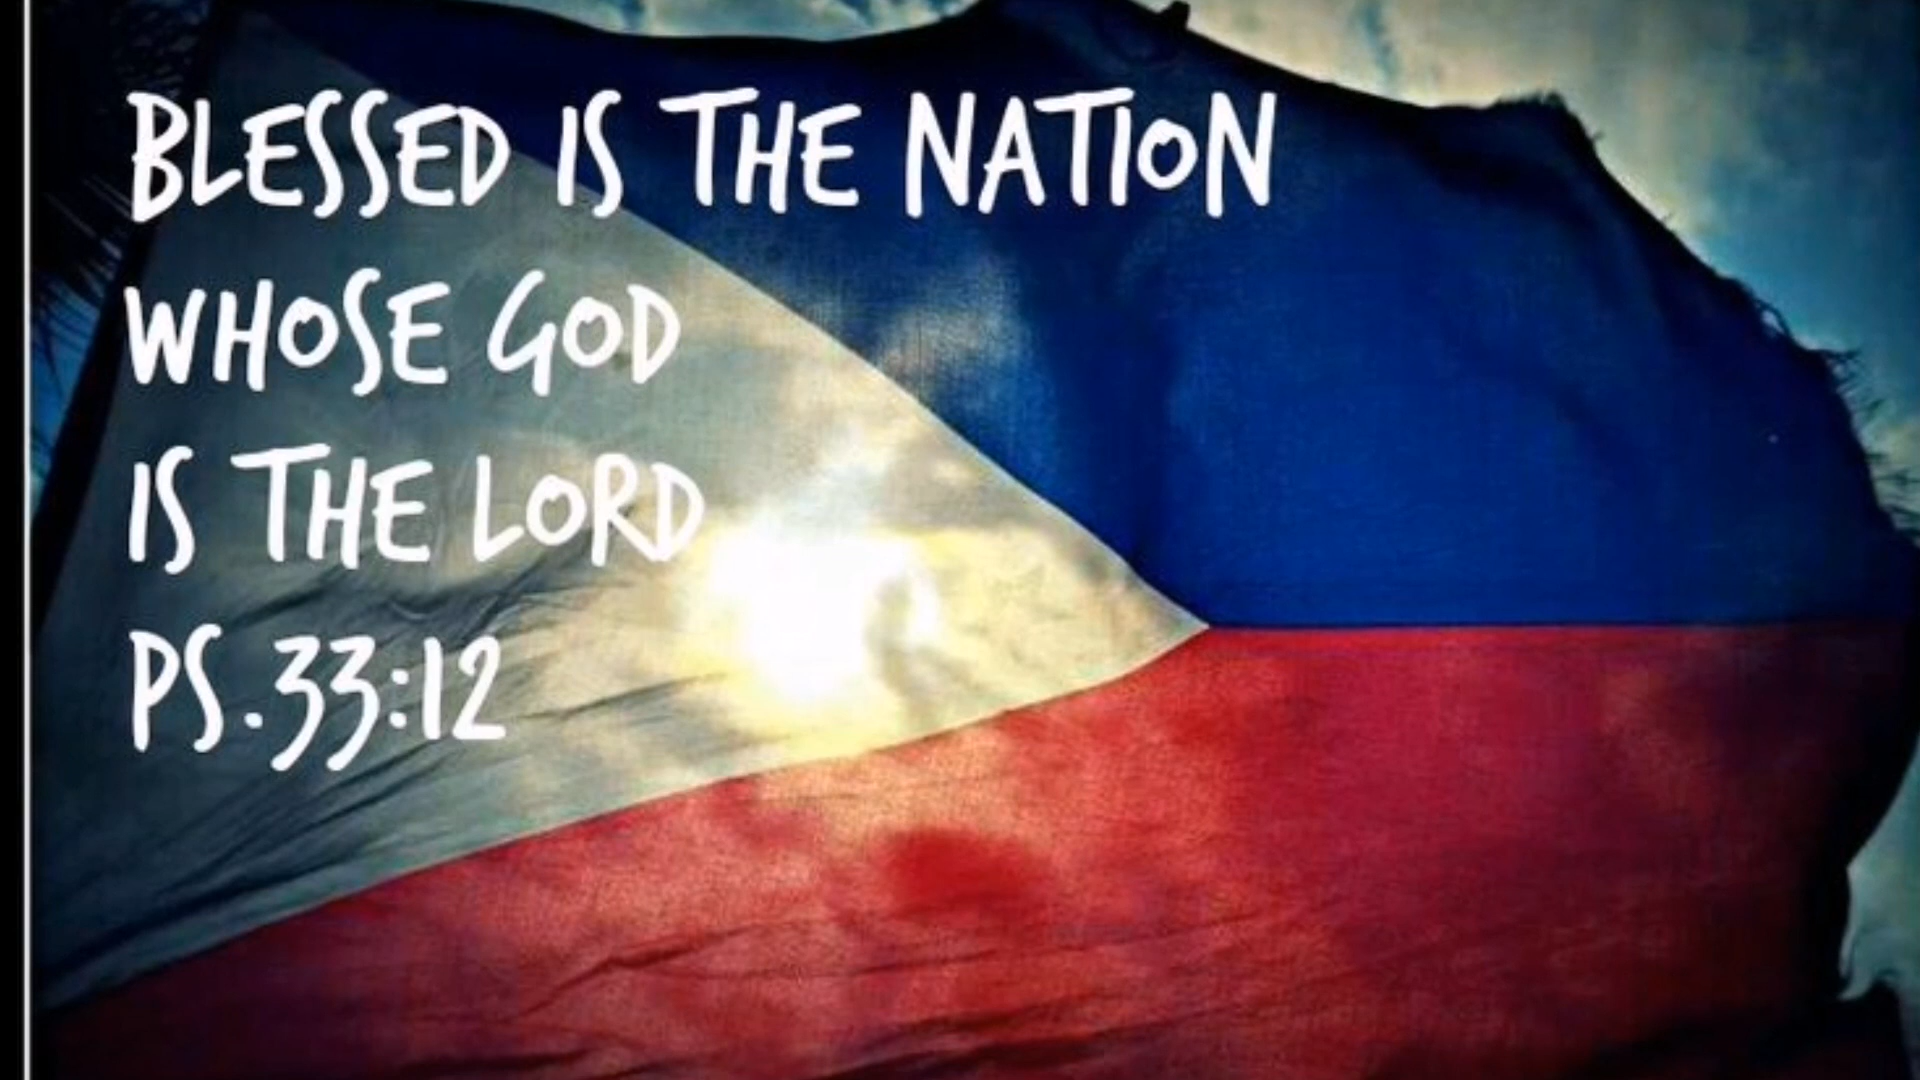 BLESSED IS THE NATION
WHOSE GOD
IS THE LORD
PS.33:12